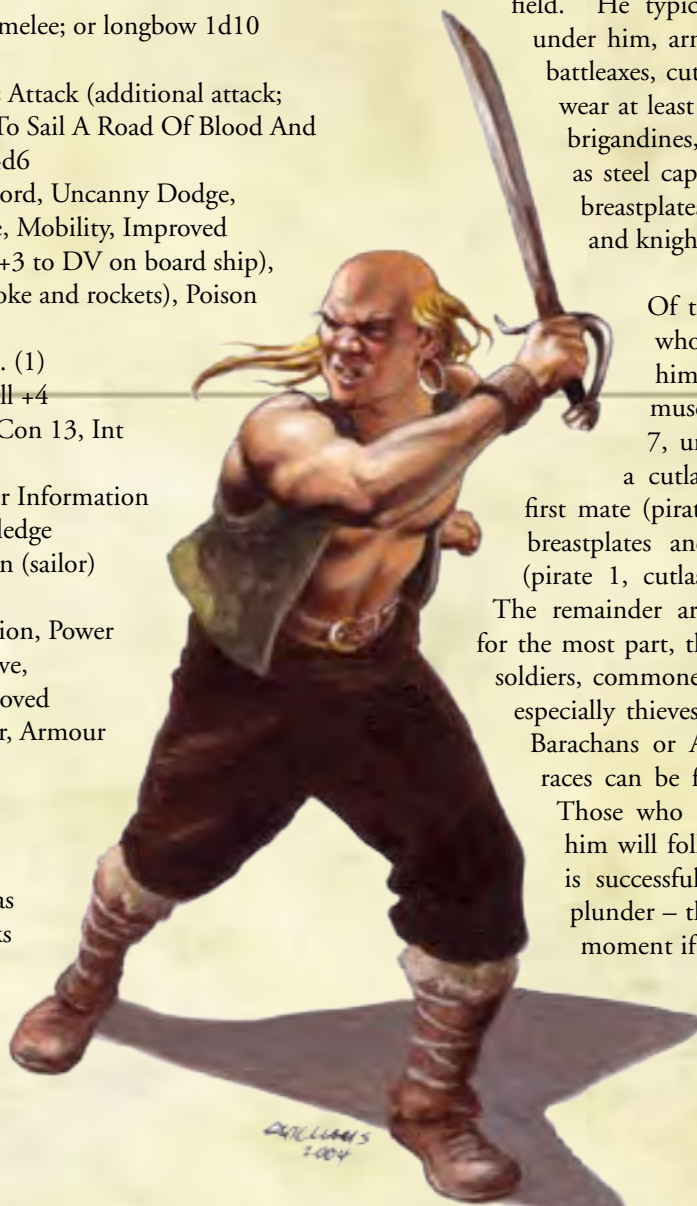 melee; or longbow 1d10
Attack (additional attack;
To Sail A Road Of Blood And
d6
ord, Uncanny Dodge,
e, Mobility, Improved
+3 to DV on board ship),
oke and rockets), Poison
. (1)
ll +4
Con 13, Int
r Information
ledge
n (sailor)
ion, Power
ve,
oved
r, Armour
as
ks
field. He typic
under him, arm
battleaxes, cut
wear at least
brigandines,
as steel cap
breastplates
and knigh
Of t
who
him
muse
7, un
a cutla
first mate (pirat
breastplates and
(pirate 1, cutlas
The remainder ar
for the most part, th
soldiers, commone
especially thieves
Barachans or A
races can be f
Those who
him will foll
is successful
plunder – th
moment if
2004